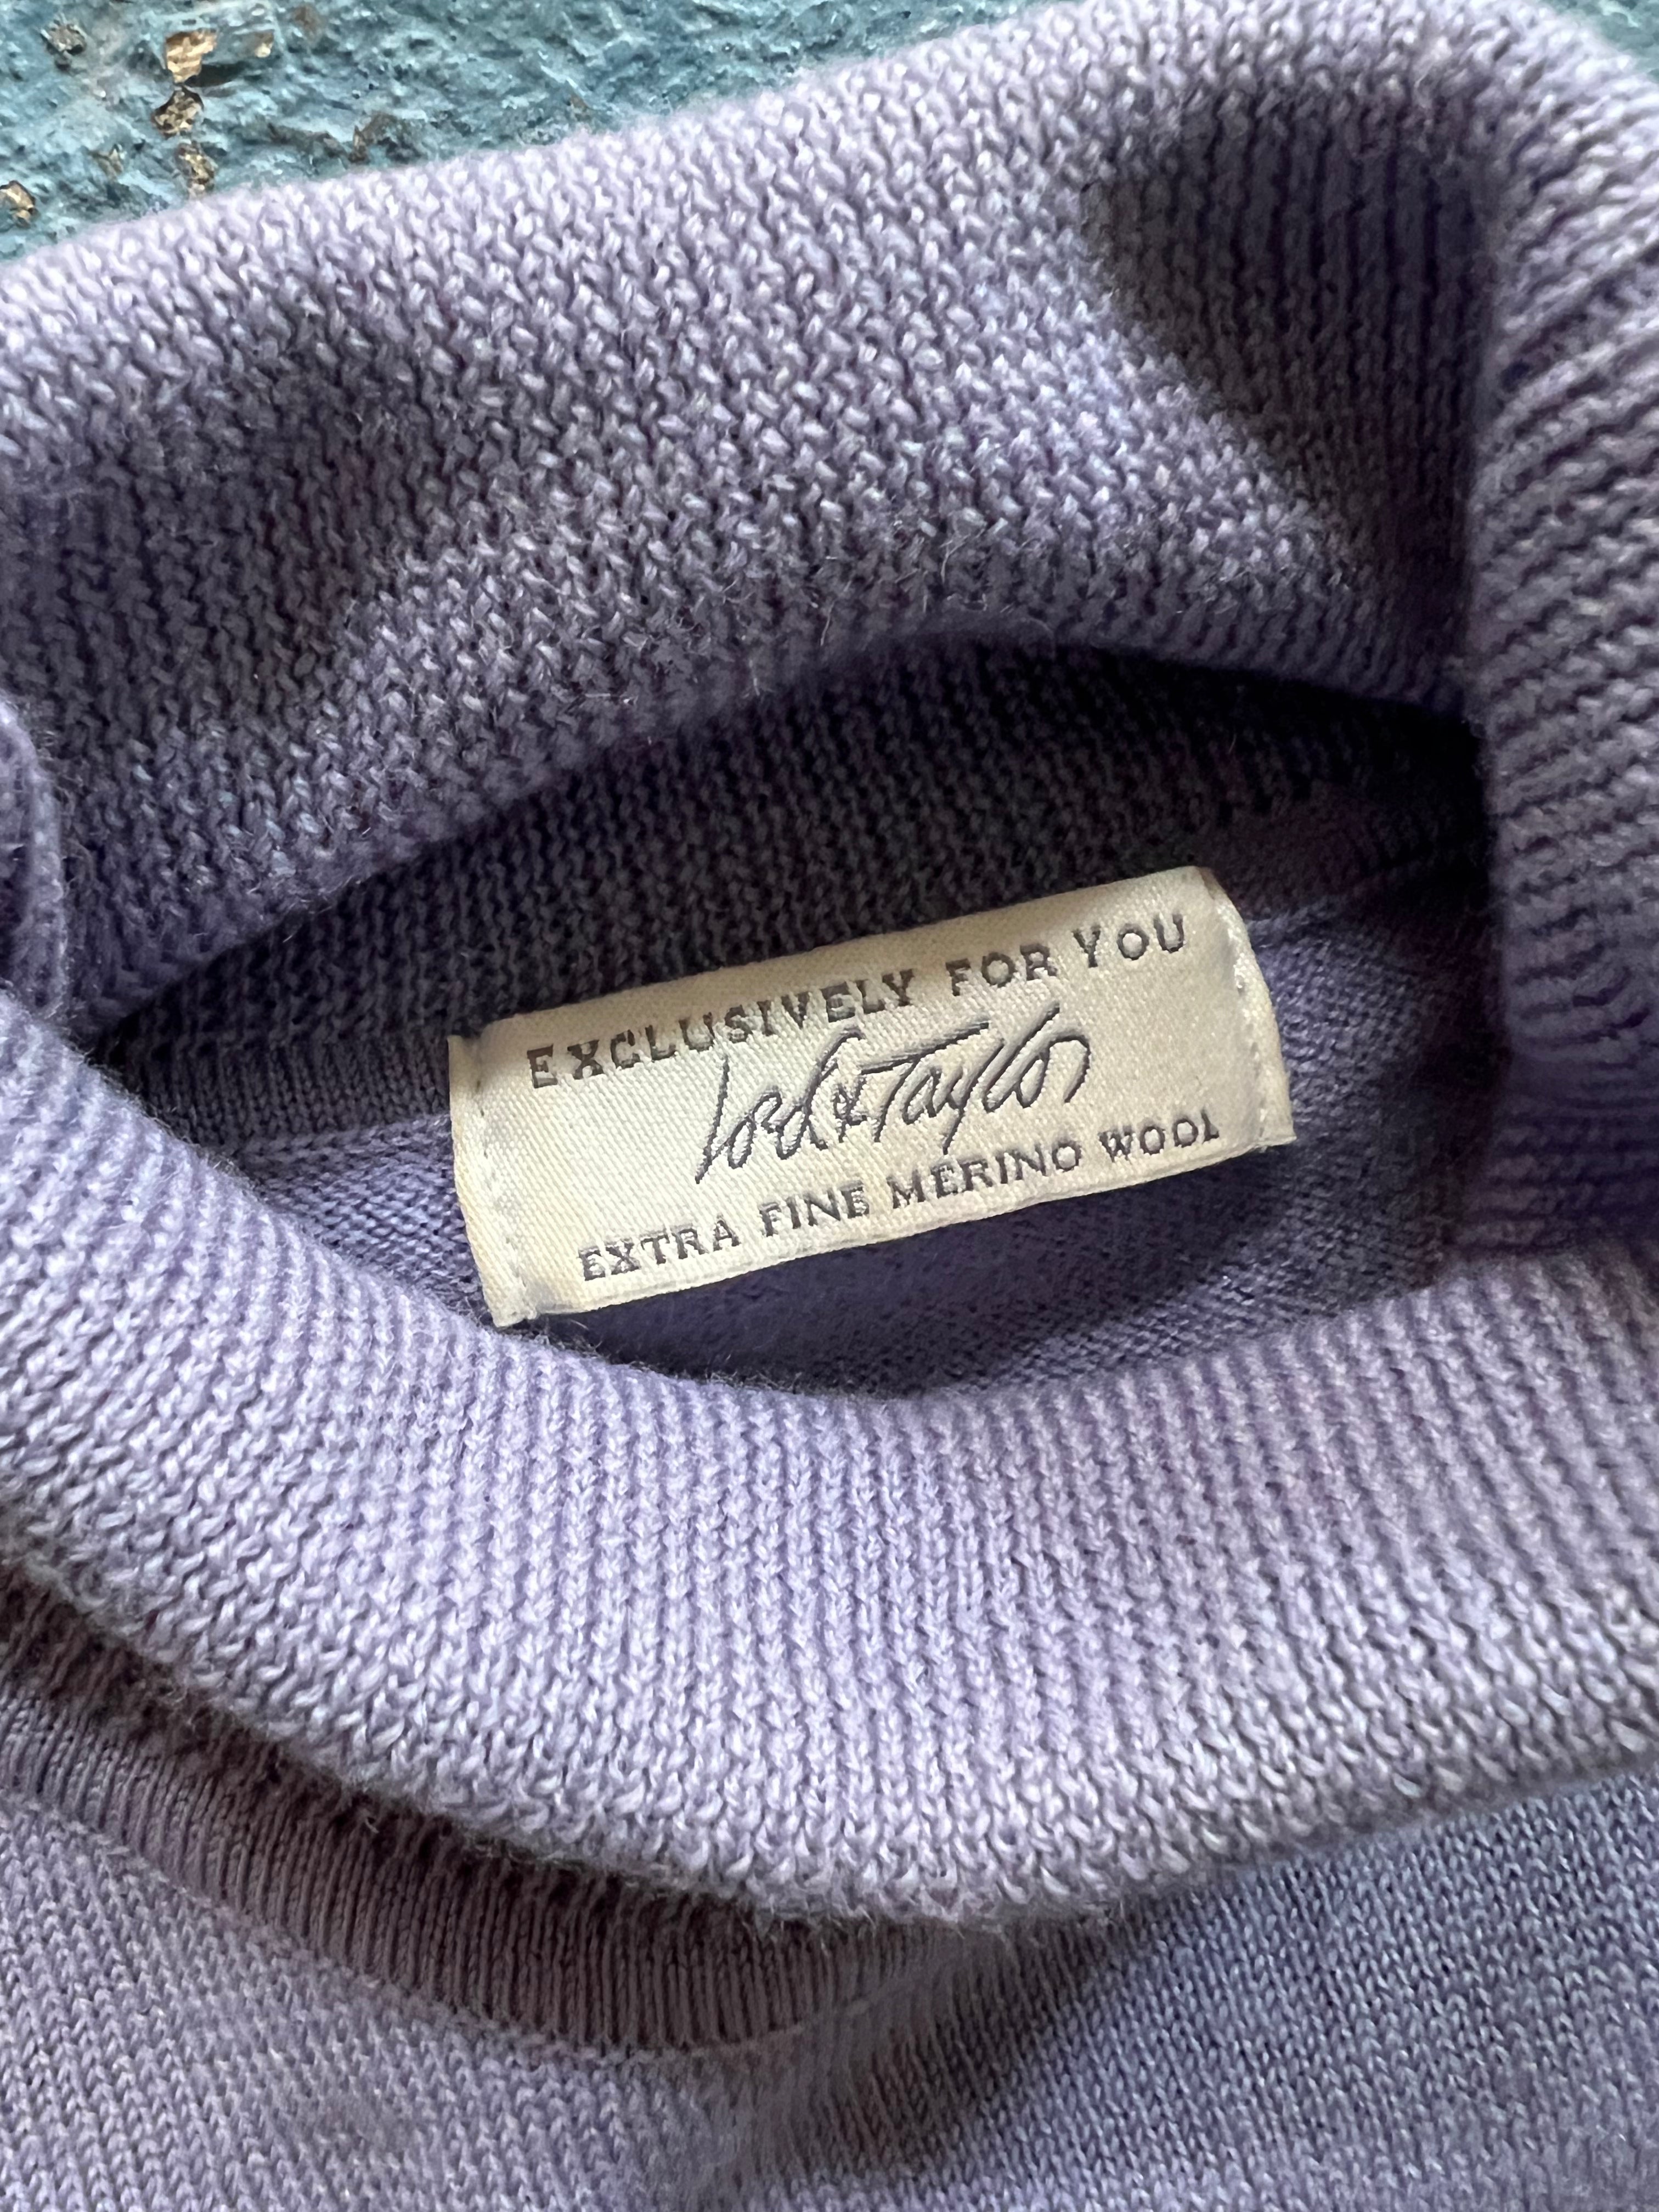 EXCLUSIVELY FOR YOU
Lord & Taylor
EXTRA FINE MERINO WOOL